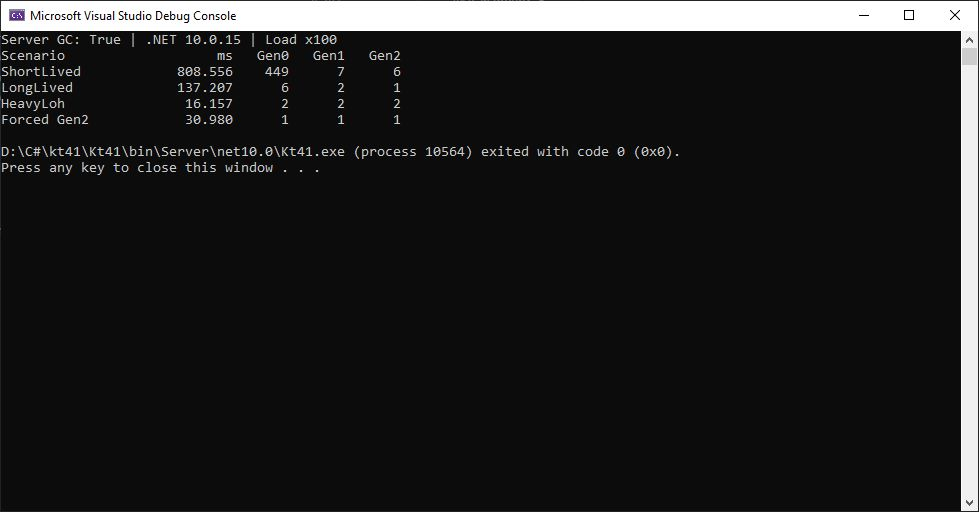 Microsoft Visual Studio Debug Console
Server GC: True | .NET 10.0.15 | Load x100
Scenario ms Gen0 Gen1 Gen2
ShortLived 808.556 449 7 6
LongLived 137.207 6 2 1
HeavyLoh 16.157 2 2 2
Forced Gen2 30.980 1 1 1
D:\C#\kt41\Kt41\bin\Server\net10.0\Kt41.exe (process 10564) exited with code 0 (0x0).
Press any key to close this window . . .